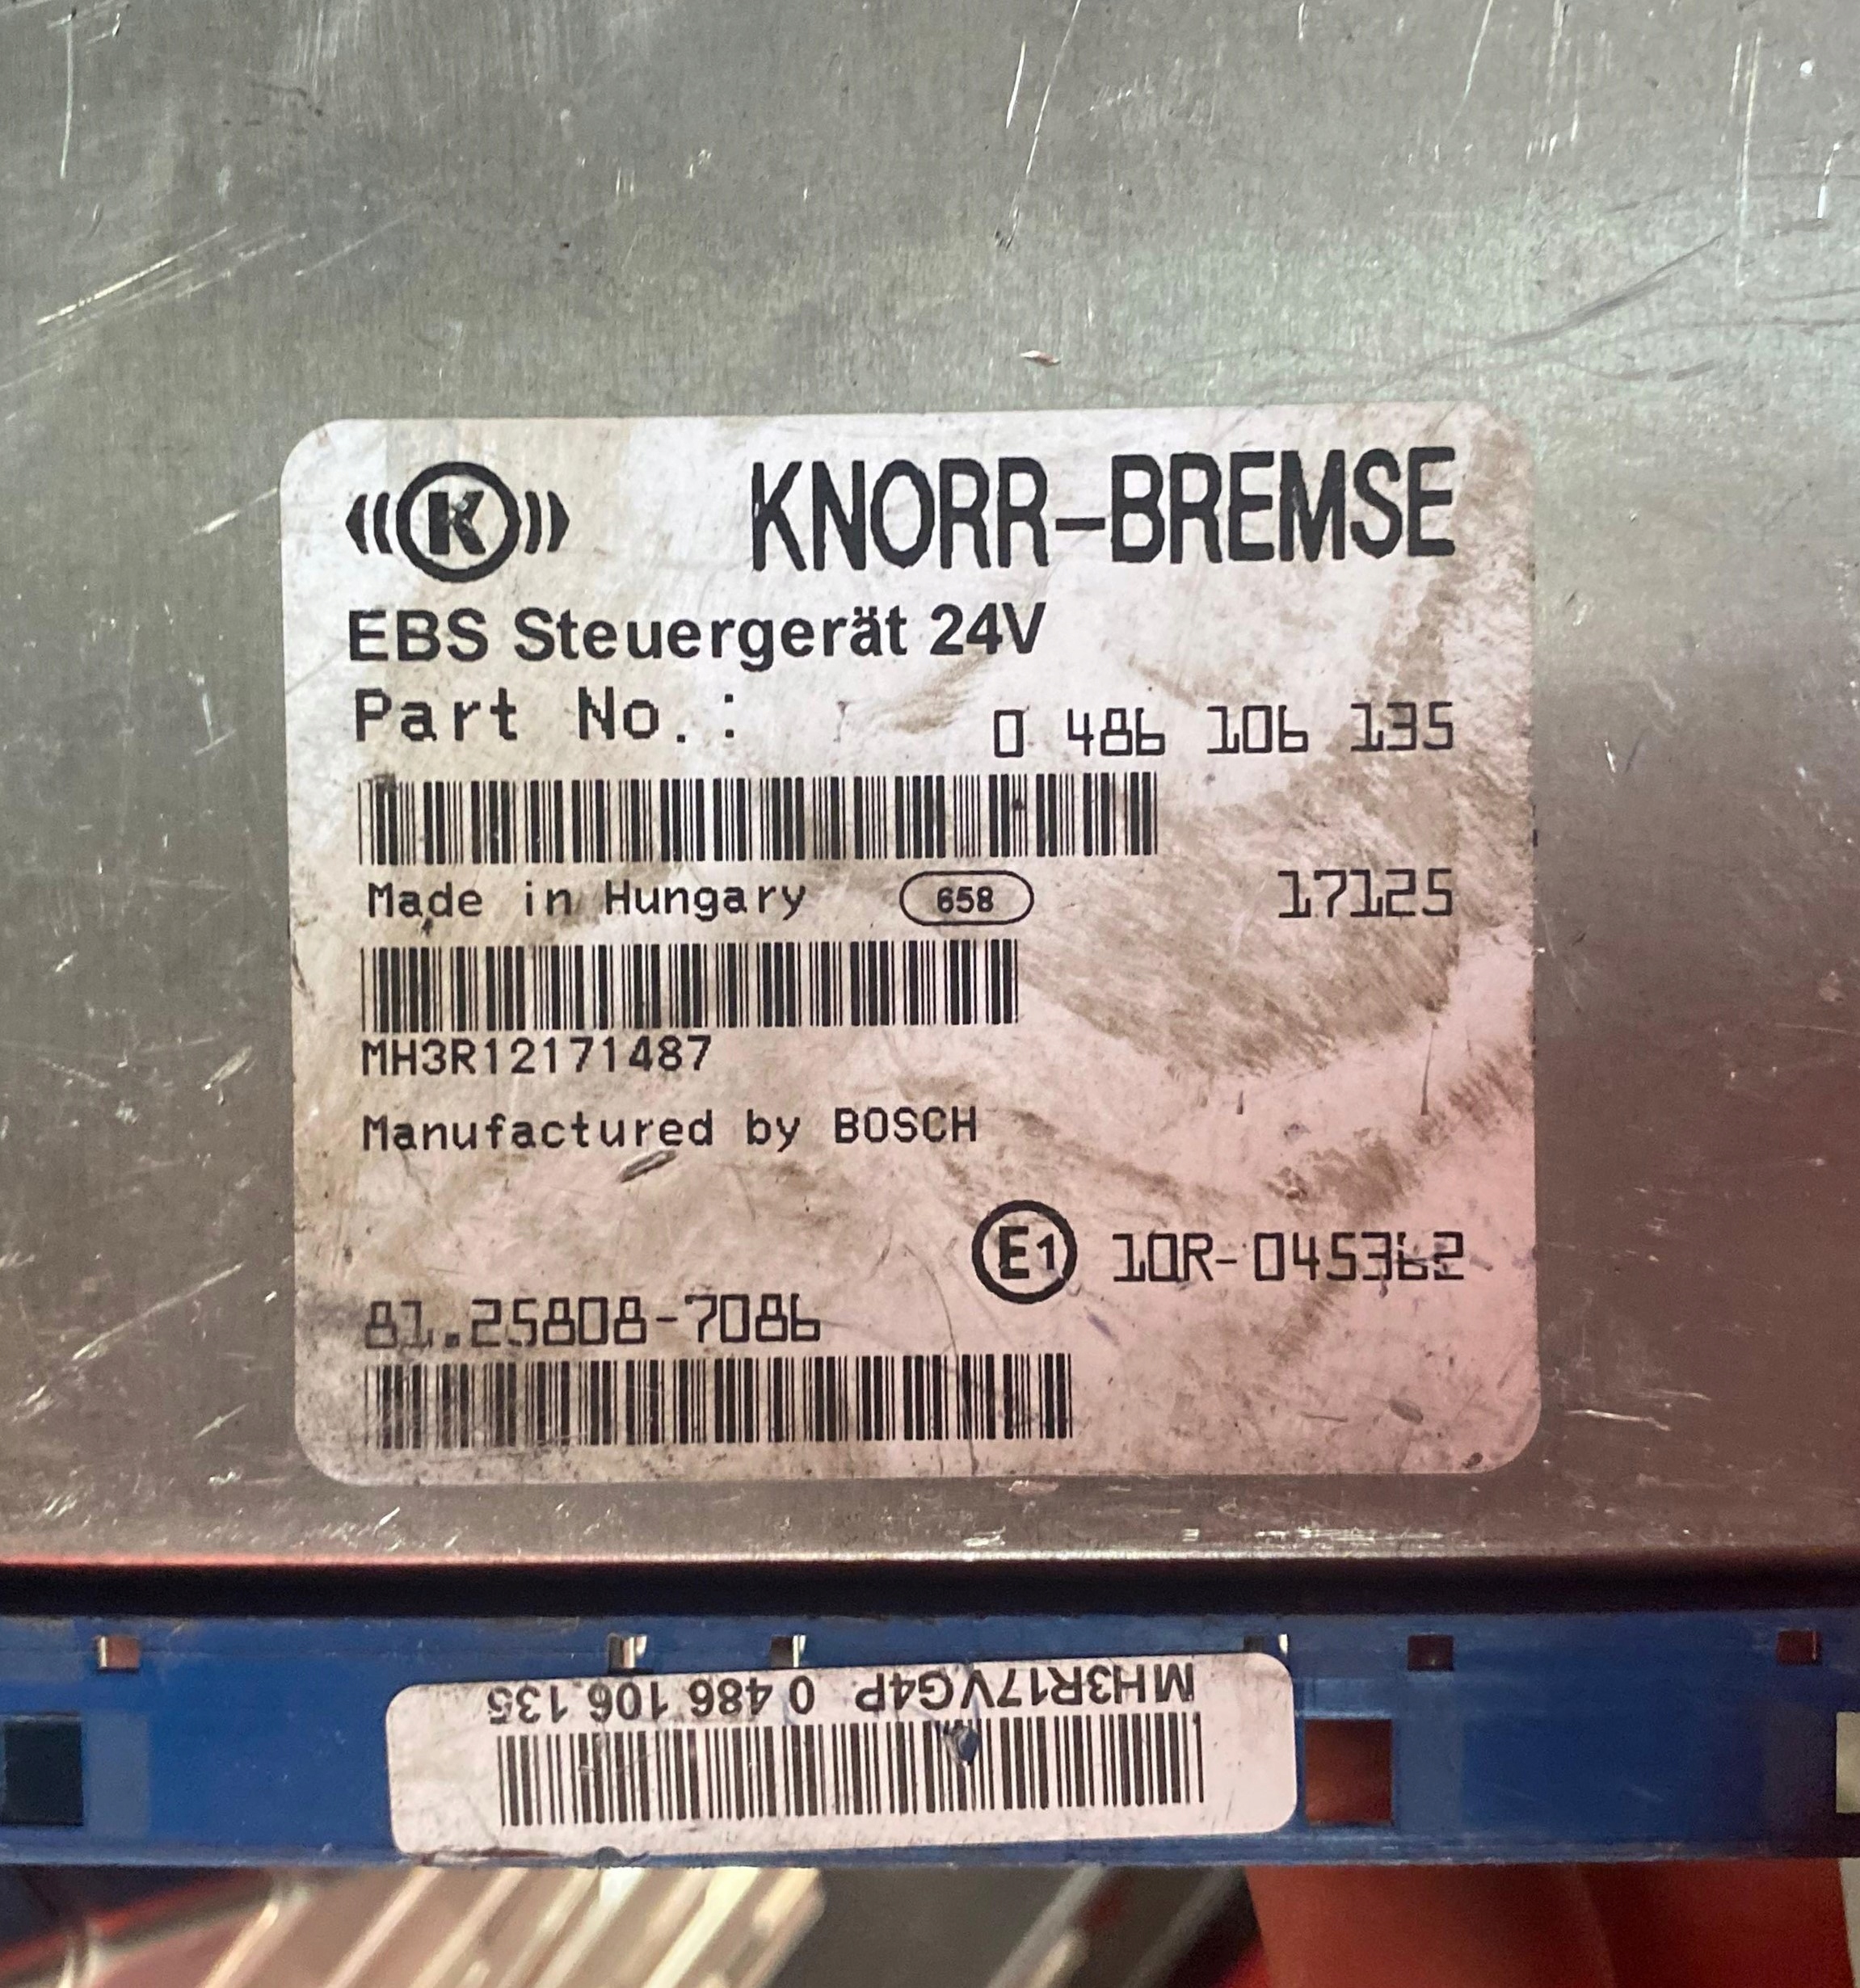 K KNORR-BREMSE
EBS Steuergerät 24V
Part No.: 0 486 106 135
Made in Hungary 658 17125
MH3R12171487
Manufactured by BOSCH
E1 10R-045362
81.25808-7086
MH3R17VG4P 0 486 106 135